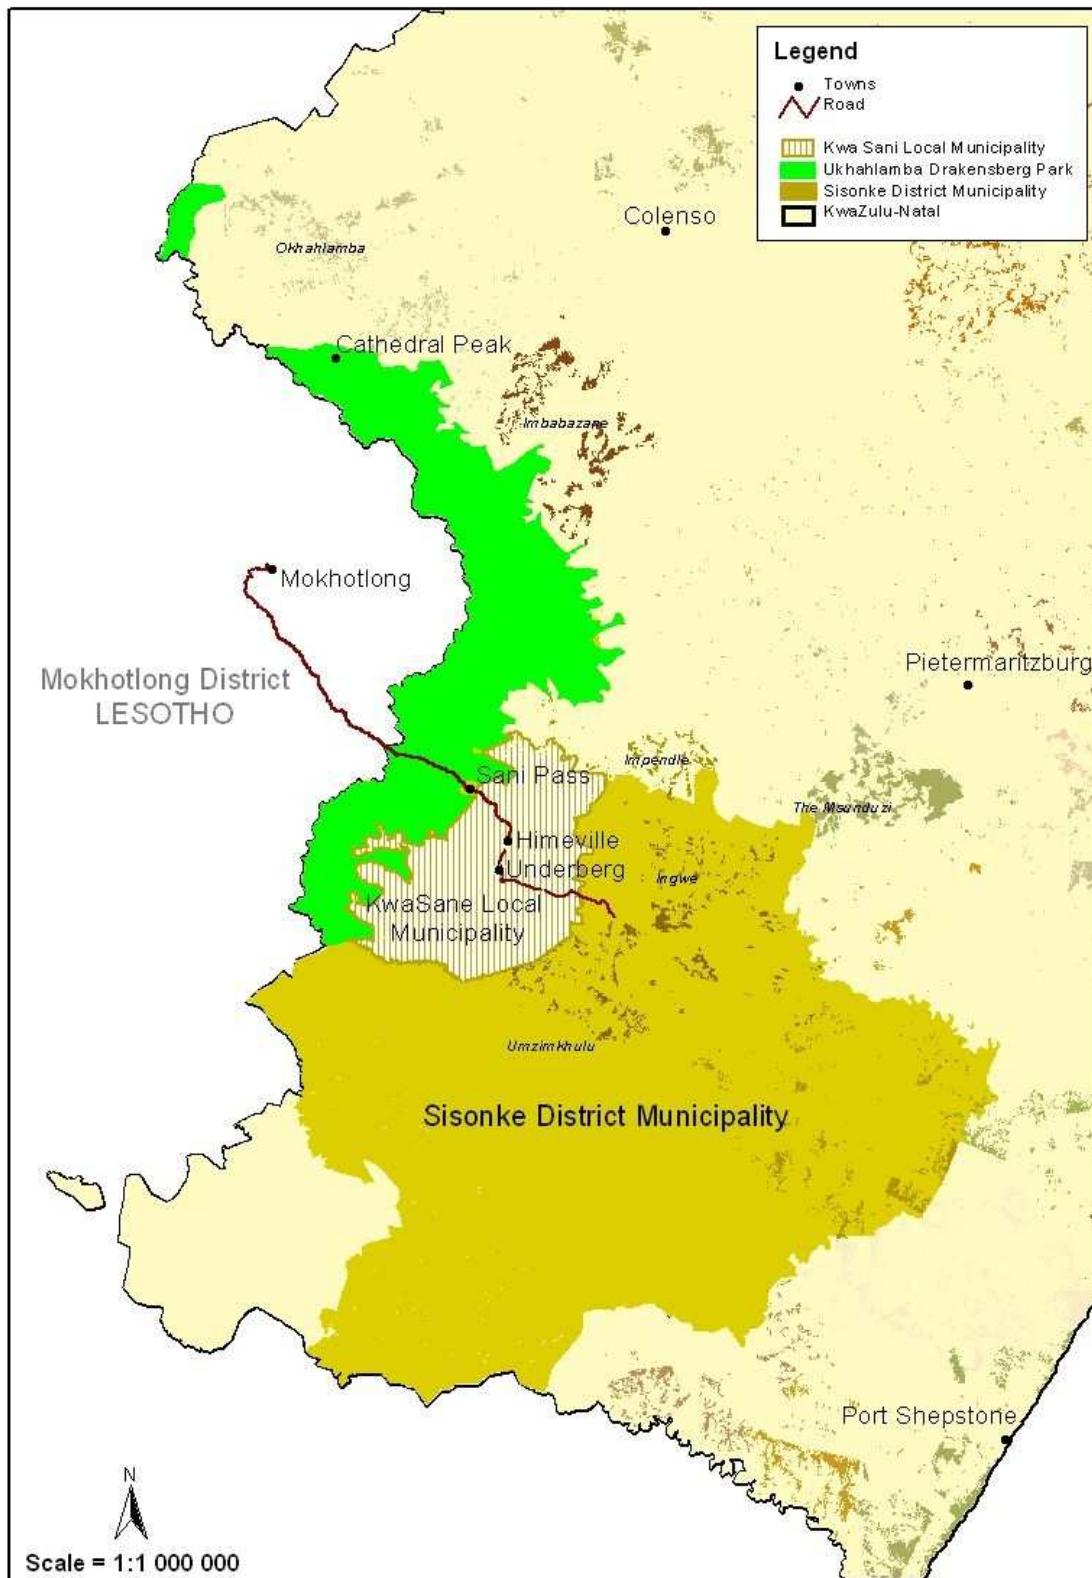 Legend
Towns
Road
Kwa Sani Local Municipality
Ukhahlamba Drakensberg Park
Sisonke District Municipality
KwaZulu-Natal
Colenso
Okhahlamba
Cathedral Peak
Imbabazane
Mokhotlong
Pietermaritzburg
Mokhotlong District
LESOTHO
Impendle
Sani Pass
The Msunduzi
Himeville
Underberg
Ingwe
KwaSane Local
Municipality
Umzimkhulu
Sisonke District Municipality
Port Shepstone
N
Scale = 1:1 000 000